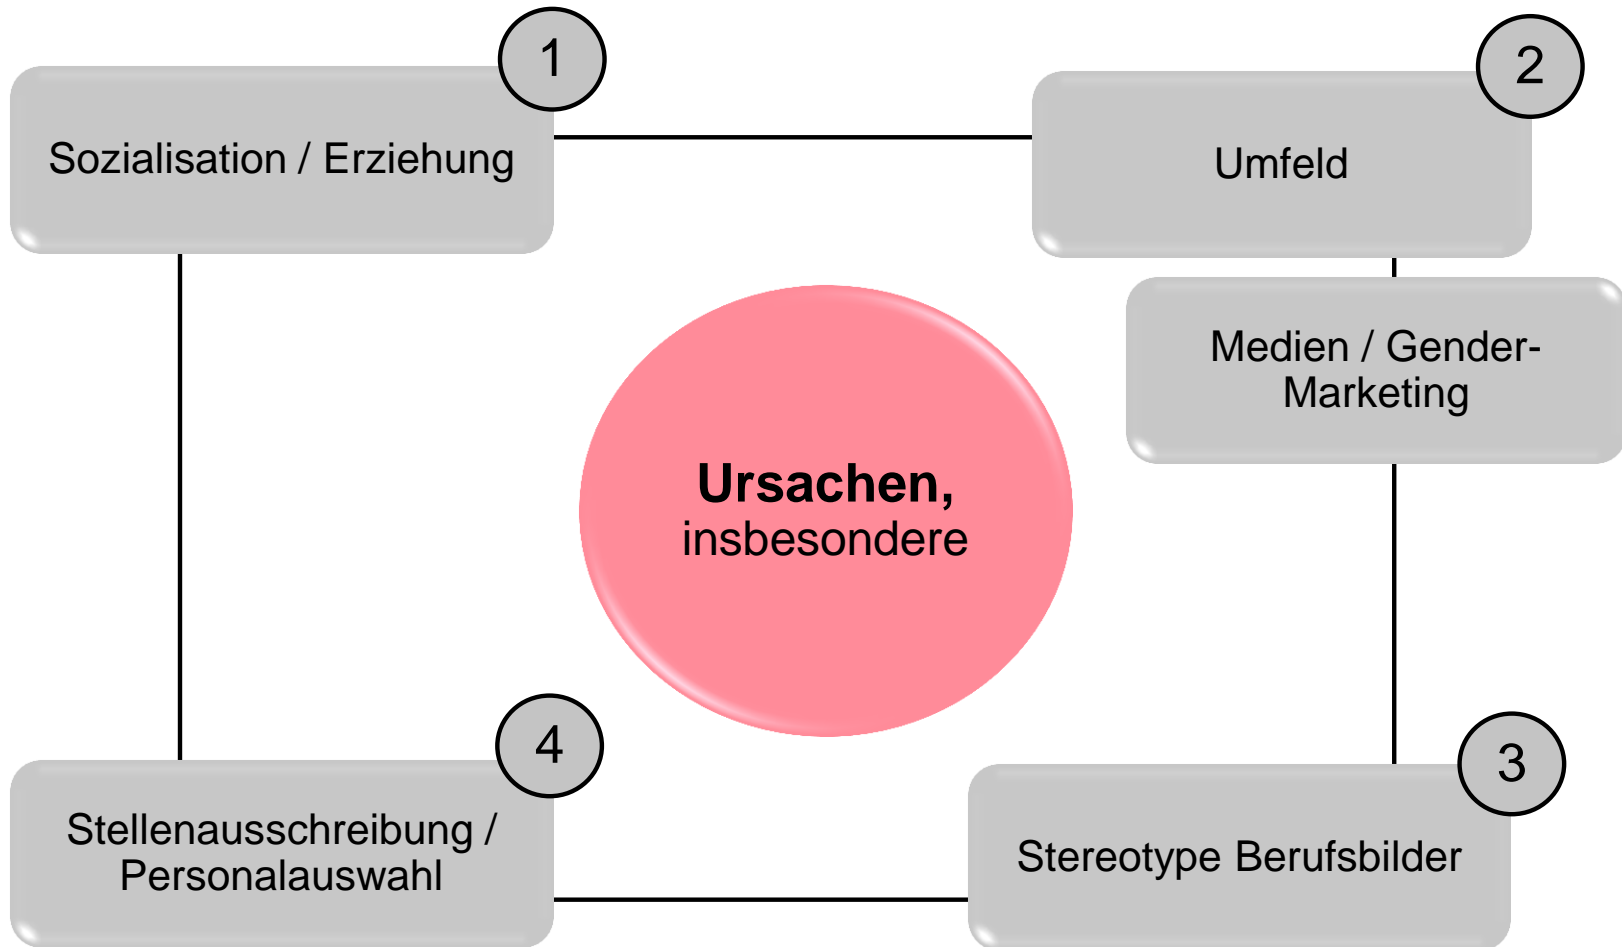 1
Sozialisation / Erziehung
2
Umfeld
Medien / Gender-
Marketing
Ursachen,
insbesondere
3
Stereotype Berufsbilder
4
Stellenausschreibung /
Personalauswahl